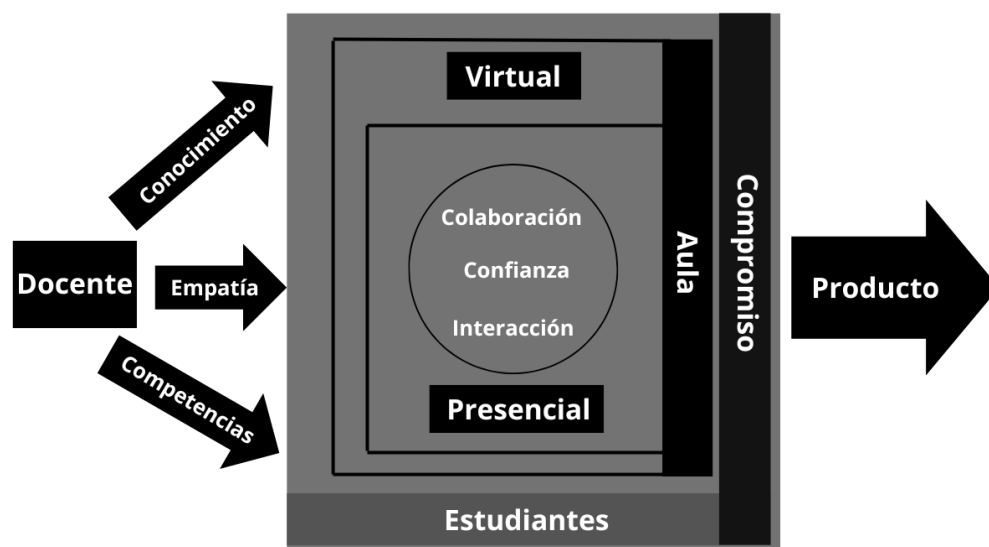 Conocimiento
Docente
Empatía
Competencias
Virtual
Colaboración
Confianza
Interacción
Presencial
Aula
Compromiso
Estudiantes
Producto